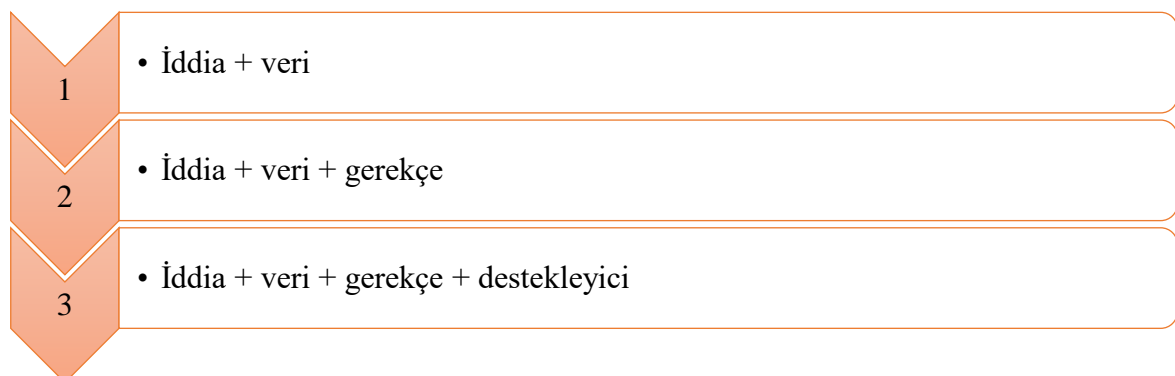 1
• İddia + veri
2
• İddia + veri + gerekçe
3
• İddia + veri + gerekçe + destekleyici